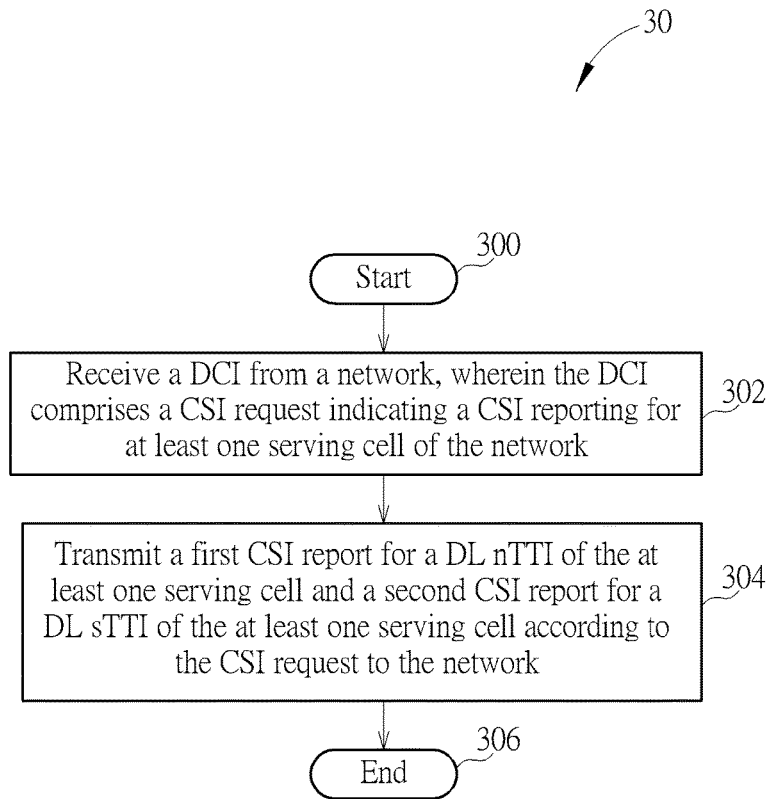 30
Start
300
Receive a DCI from a network, wherein the DCI
comprises a CSI request indicating a CSI reporting for
at least one serving cell of the network
302
Transmit a first CSI report for a DL nTTI of the at
least one serving cell and a second CSI report for a
DL sTTI of the at least one serving cell according to
the CSI request to the network
304
End
306